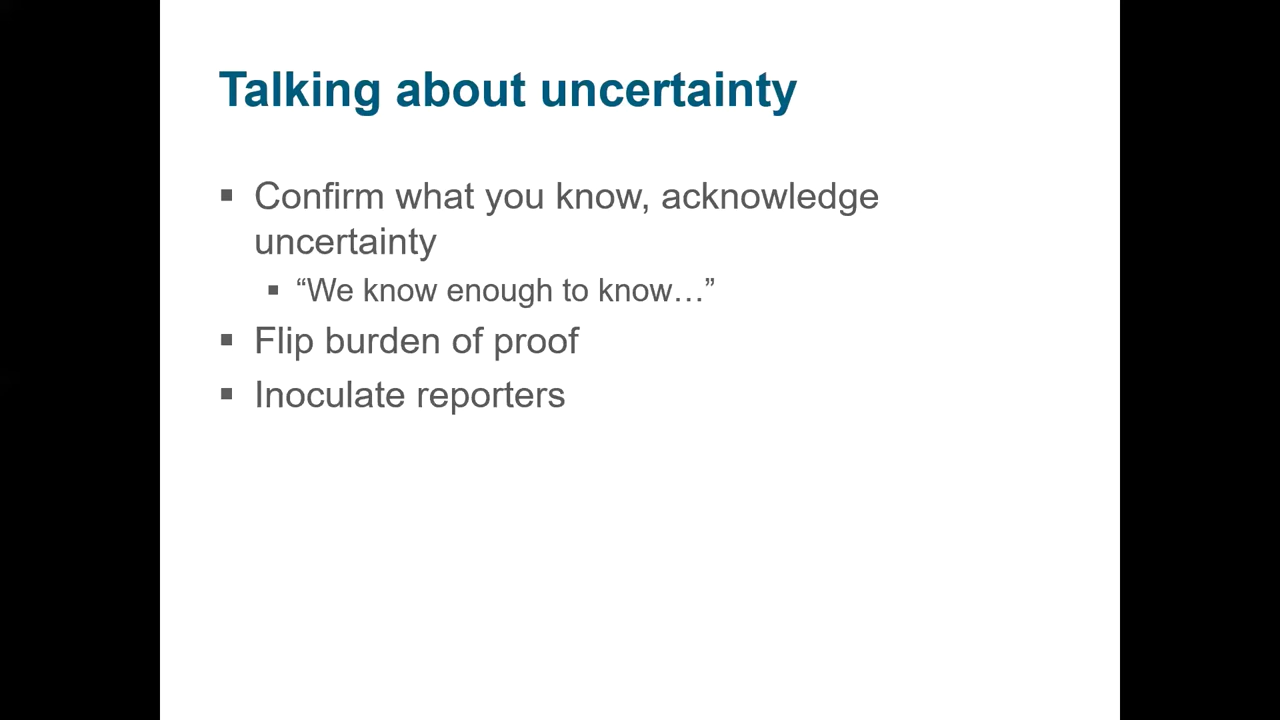 Talking about uncertainty
▪ Confirm what you know, acknowledge
uncertainty
▪ “We know enough to know…”
▪ Flip burden of proof
▪ Inoculate reporters